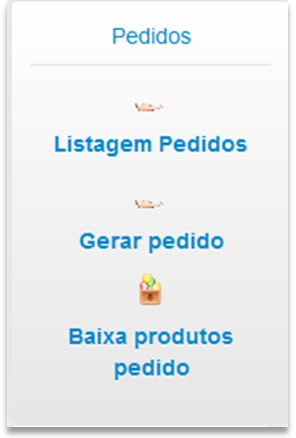 Pedidos
Listagem Pedidos
Gerar pedido
Baixa produtos
pedido